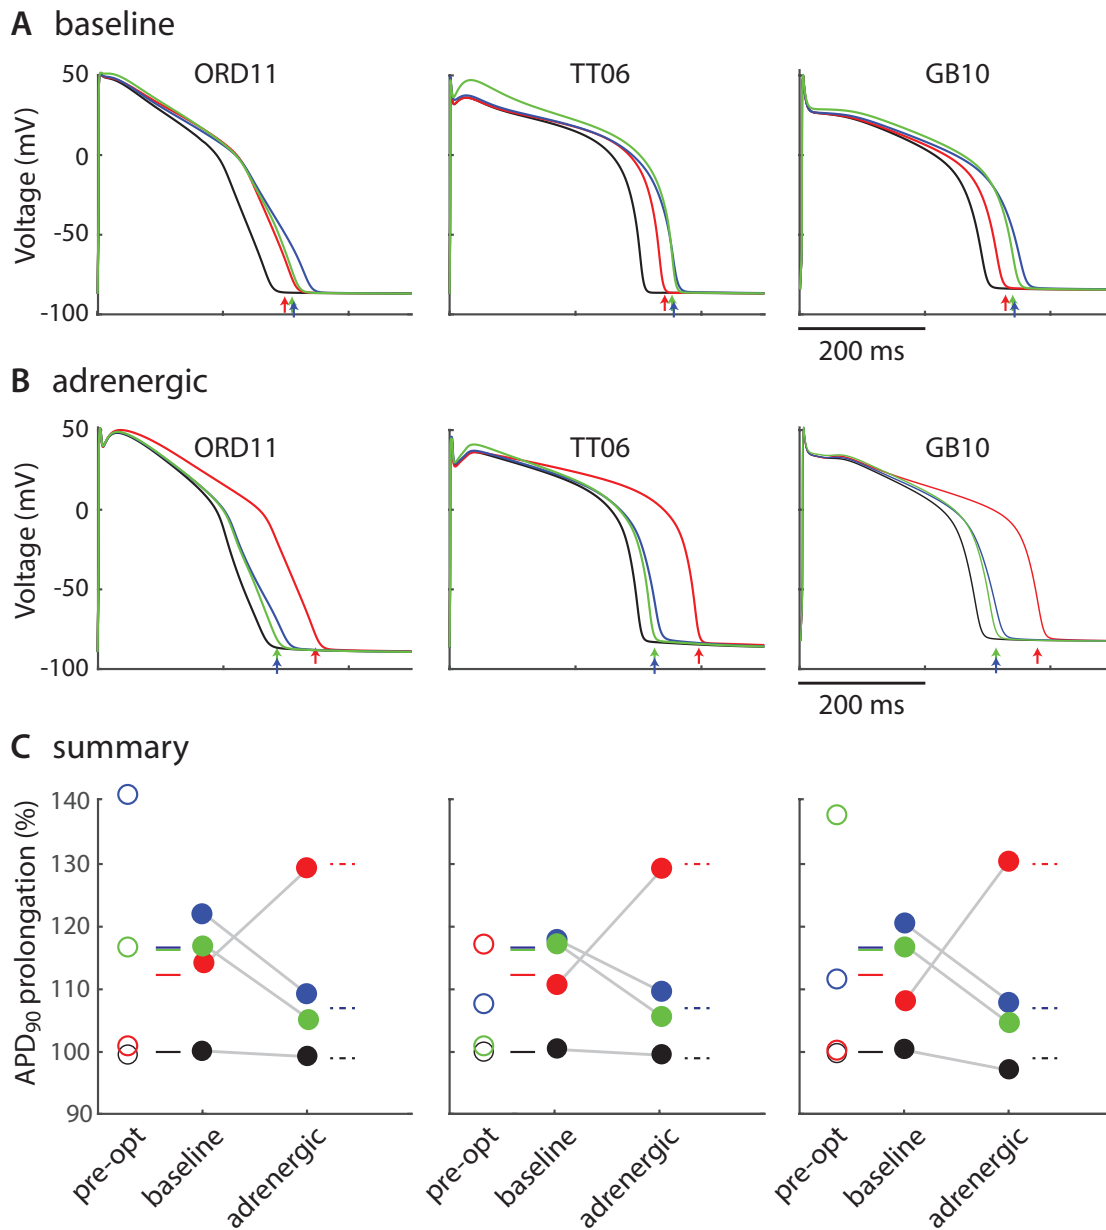 A baseline
ORD11 TT06 GB10
Voltage (mV)
50
0
-50
-100
200 ms
B adrenergic
ORD11 TT06 GB10
Voltage (mV)
50
0
-50
-100
200 ms
C summary
APD90 prolongation (%)
140
130
120
110
100
90
pre-opt baseline adrenergic pre-opt baseline adrenergic pre-opt baseline adrenergic